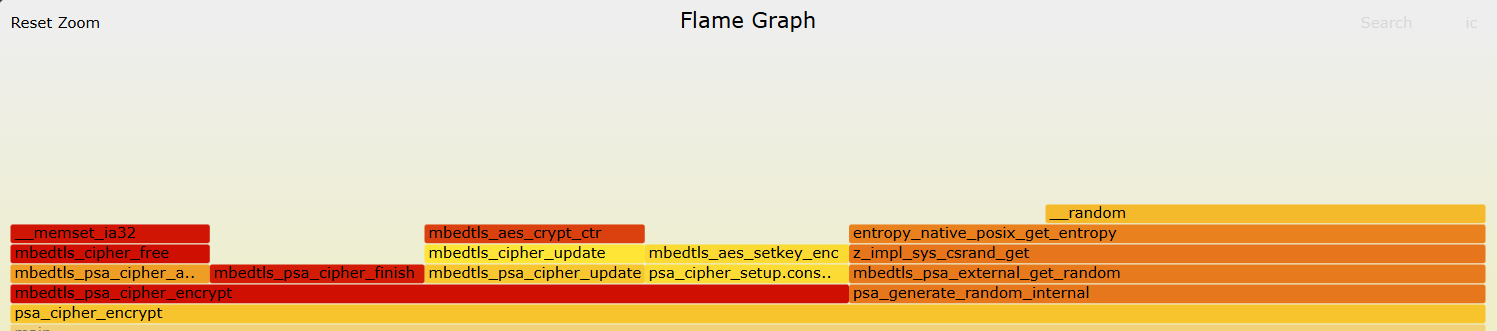 Reset Zoom Flame Graph Search ic
__random
__memset_ia32 mbedtls_aes_crypt_ctr entropy_native_posix_get_entropy
mbedtls_cipher_free mbedtls_cipher_update mbedtls_aes_setkey_enc z_impl_sys_csrand_get
mbedtls_psa_cipher_a.. mbedtls_psa_cipher_finish mbedtls_psa_cipher_update psa_cipher_setup.cons.. mbedtls_psa_external_get_random
mbedtls_psa_cipher_encrypt psa_generate_random_internal
psa_cipher_encrypt
main